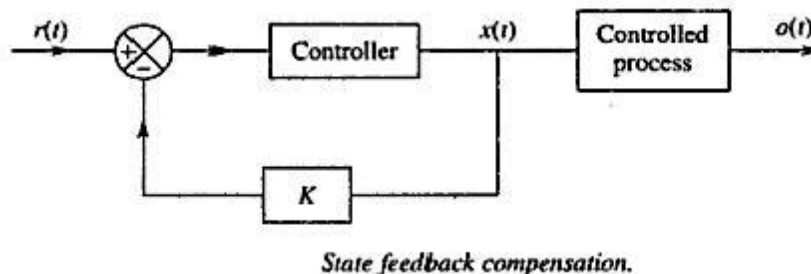 r(t)
+
−
Controller
x(t)
Controlled
process
o(t)
K
State feedback compensation.